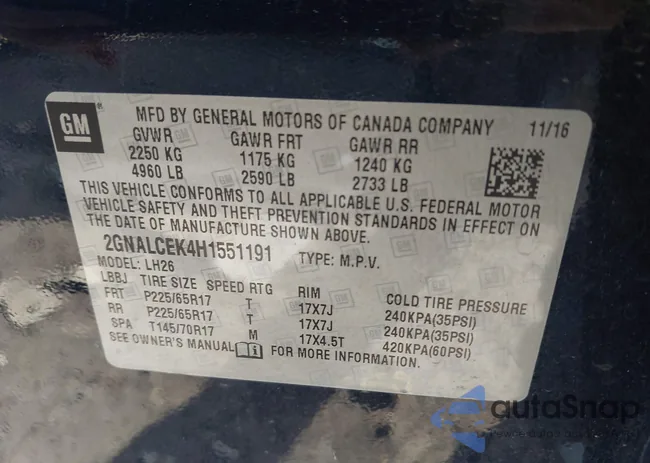 GM
MFD BY GENERAL MOTORS OF CANADA COMPANY 11/16
GVWR GAWR FRT GAWR RR
2250 KG 1175 KG 1240 KG
4960 LB 2590 LB 2733 LB
THIS VEHICLE CONFORMS TO ALL APPLICABLE U.S. FEDERAL MOTOR
VEHICLE SAFETY AND THEFT PREVENTION STANDARDS IN EFFECT ON
THE DATE OF MANUFACTURE SHOWN ABOVE.
2GNALCEK4H1551191 TYPE: M.P.V.
MODEL: LH26
LBBJ TIRE SIZE SPEED RTG RIM COLD TIRE PRESSURE
FRT P225/65R17 T 17X7J 240KPA(35PSI)
RR P225/65R17 T 17X7J 240KPA(35PSI)
SPA T145/70R17 M 17X4.5T 420KPA(60PSI)
SEE OWNER'S MANUAL FOR MORE INFORMATION.
autoSnap